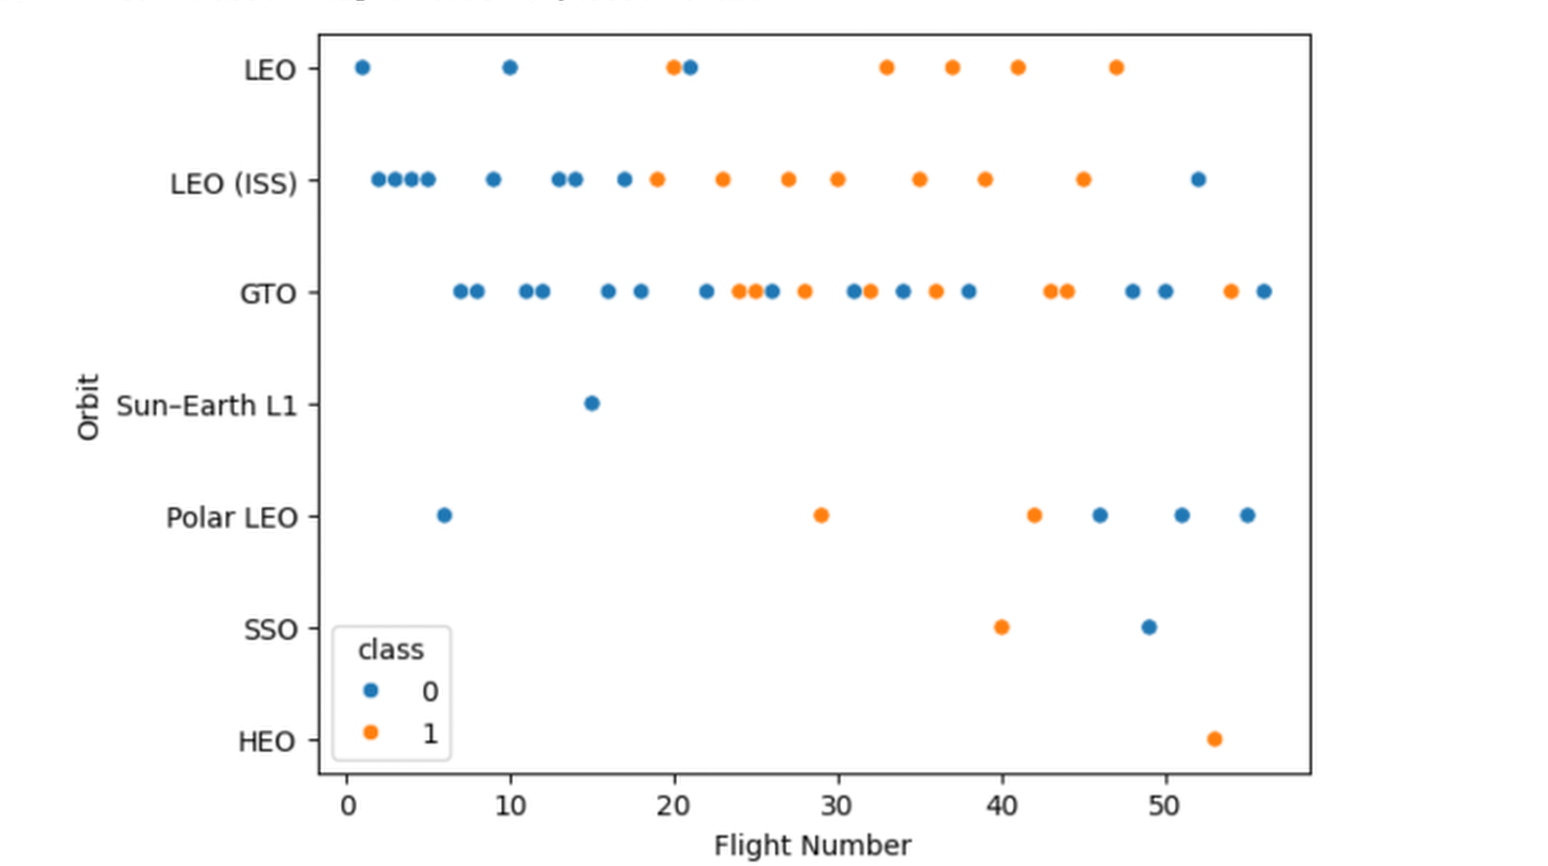 LEO
LEO (ISS)
GTO
Sun–Earth L1
Polar LEO
SSO
HEO
Orbit
class
0
1
0 10 20 30 40 50
Flight Number